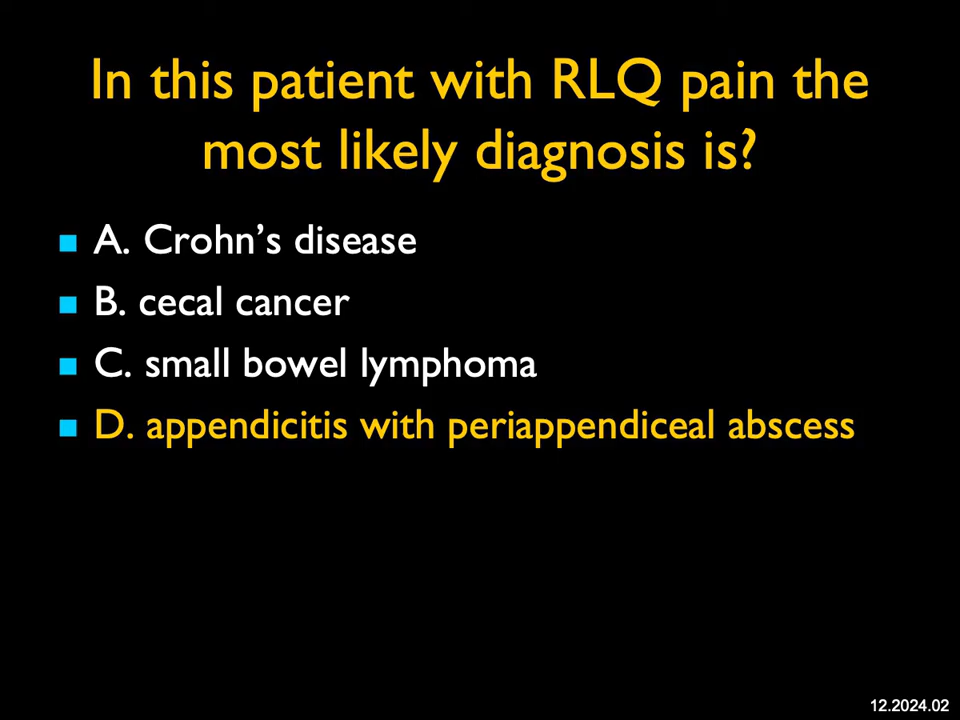 In this patient with RLQ pain the
most likely diagnosis is?
A. Crohn’s disease
B. cecal cancer
C. small bowel lymphoma
D. appendicitis with periappendiceal abscess
12.2024.02